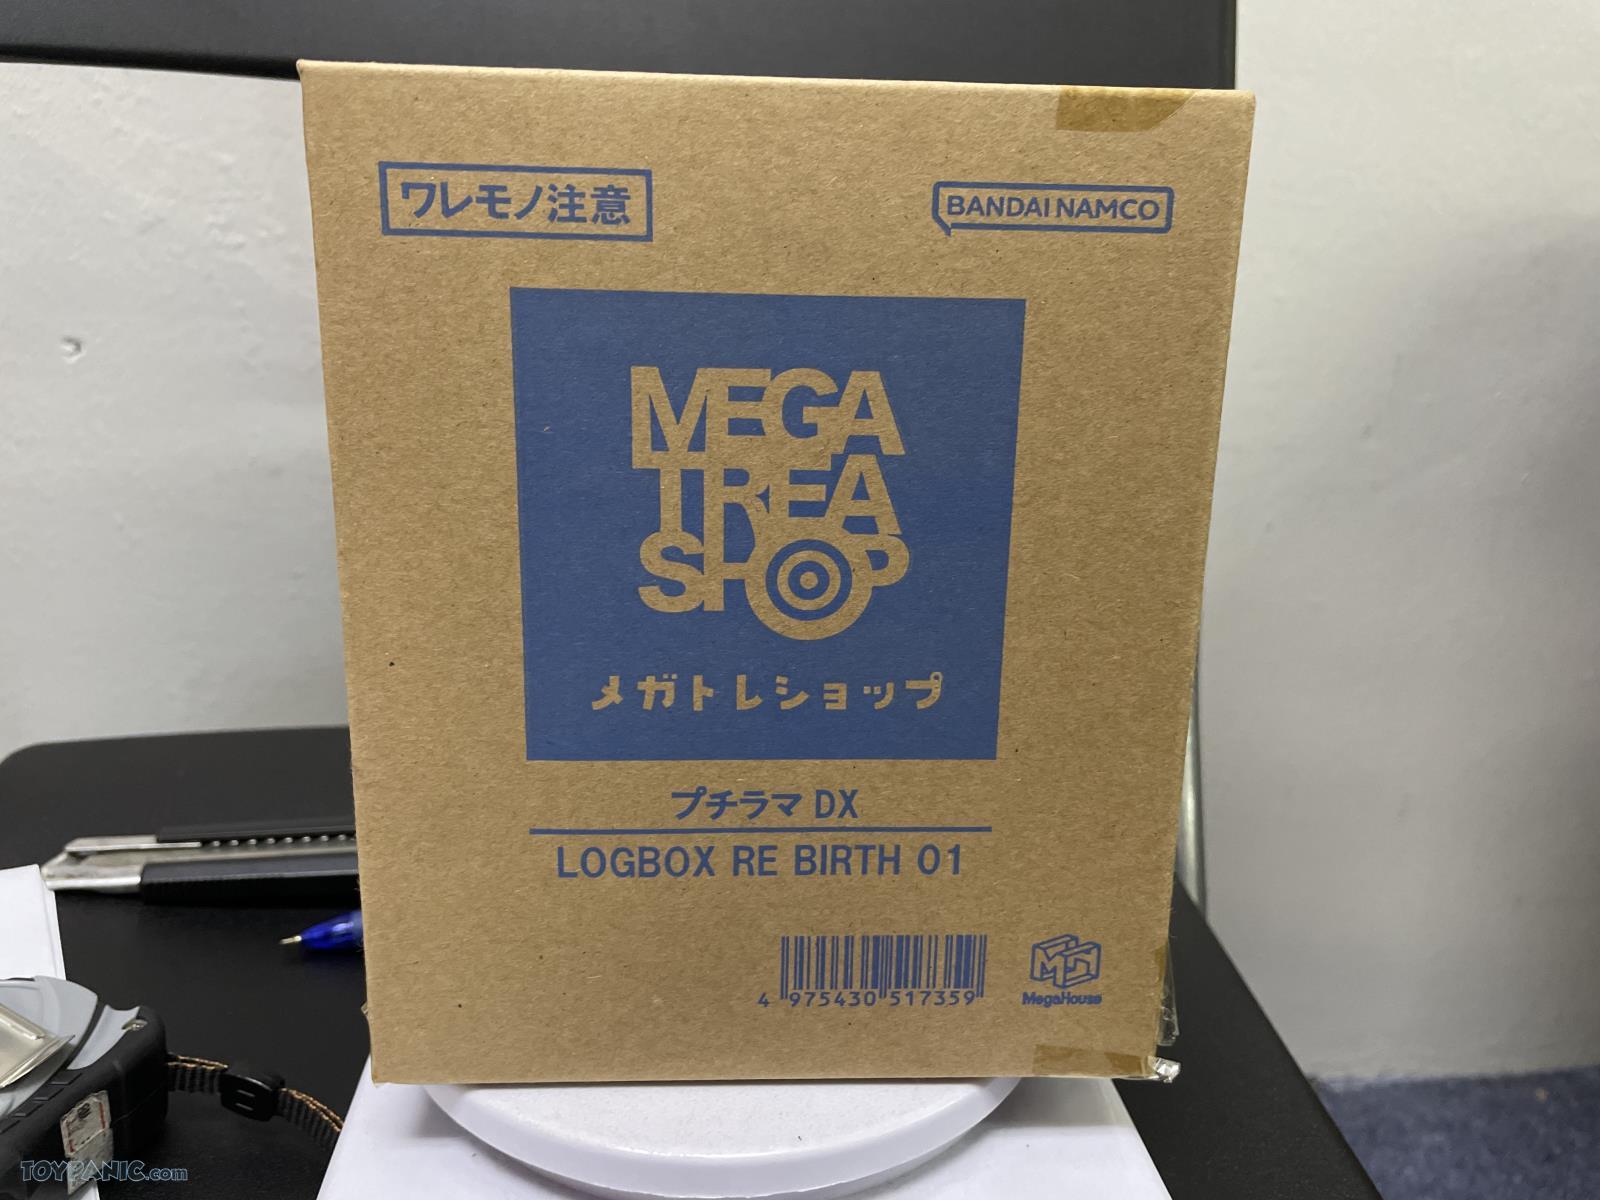 ワレモノ注意
BANDAI NAMCO
MEGA
TREA
SHOP
メガトレショップ
プチラマ DX
LOGBOX RE BIRTH 01
4 975430 517359
MegaHouse
TOYPANIC.com